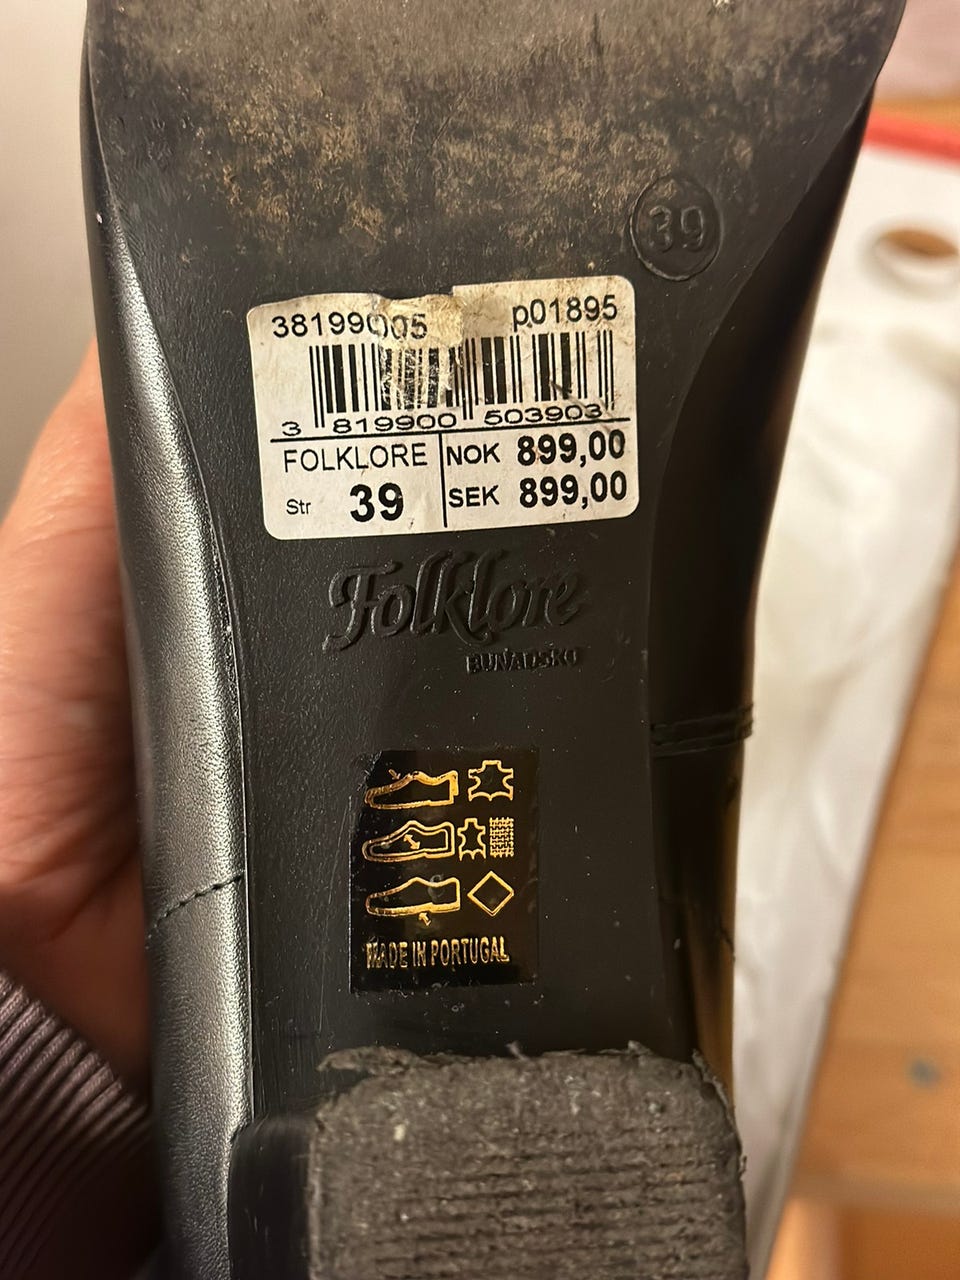 39
38199005 p01895
3 819900 503903
FOLKLORE NOK 899,00
Str 39 SEK 899,00
Folklore
BUNADSKO
MADE IN PORTUGAL